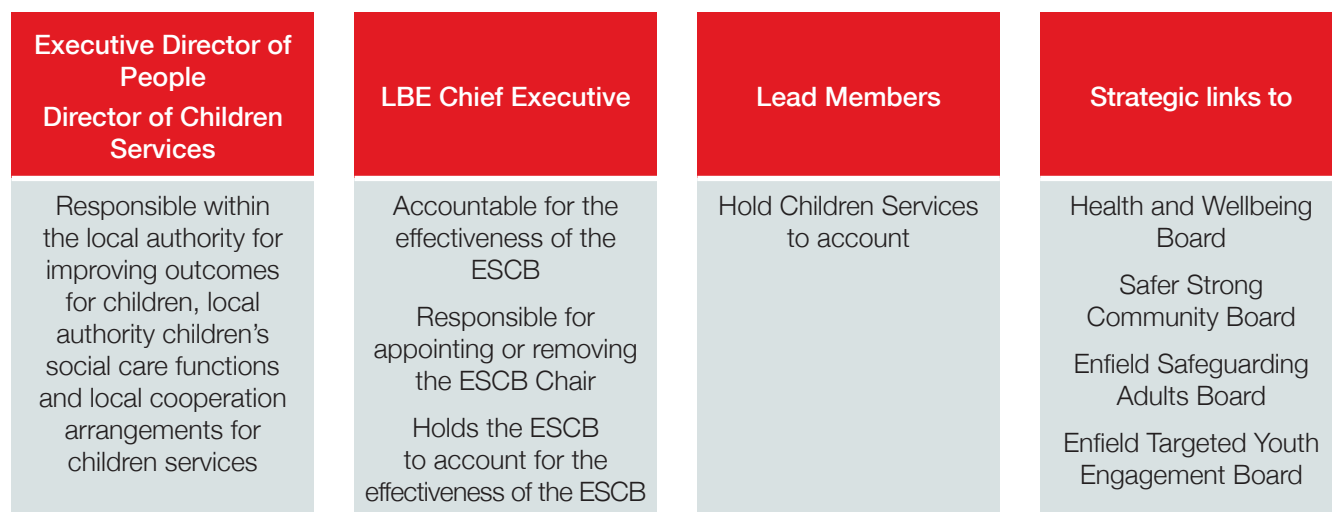 Executive Director of
People
Director of Children
Services
Responsible within
the local authority for
improving outcomes
for children, local
authority children’s
social care functions
and local cooperation
arrangements for
children services
LBE Chief Executive
Accountable for the
effectiveness of the
ESCB
Responsible for
appointing or removing
the ESCB Chair
Holds the ESCB
to account for the
effectiveness of the ESCB
Lead Members
Hold Children Services
to account
Strategic links to
Health and Wellbeing
Board
Safer Strong
Community Board
Enfield Safeguarding
Adults Board
Enfield Targeted Youth
Engagement Board